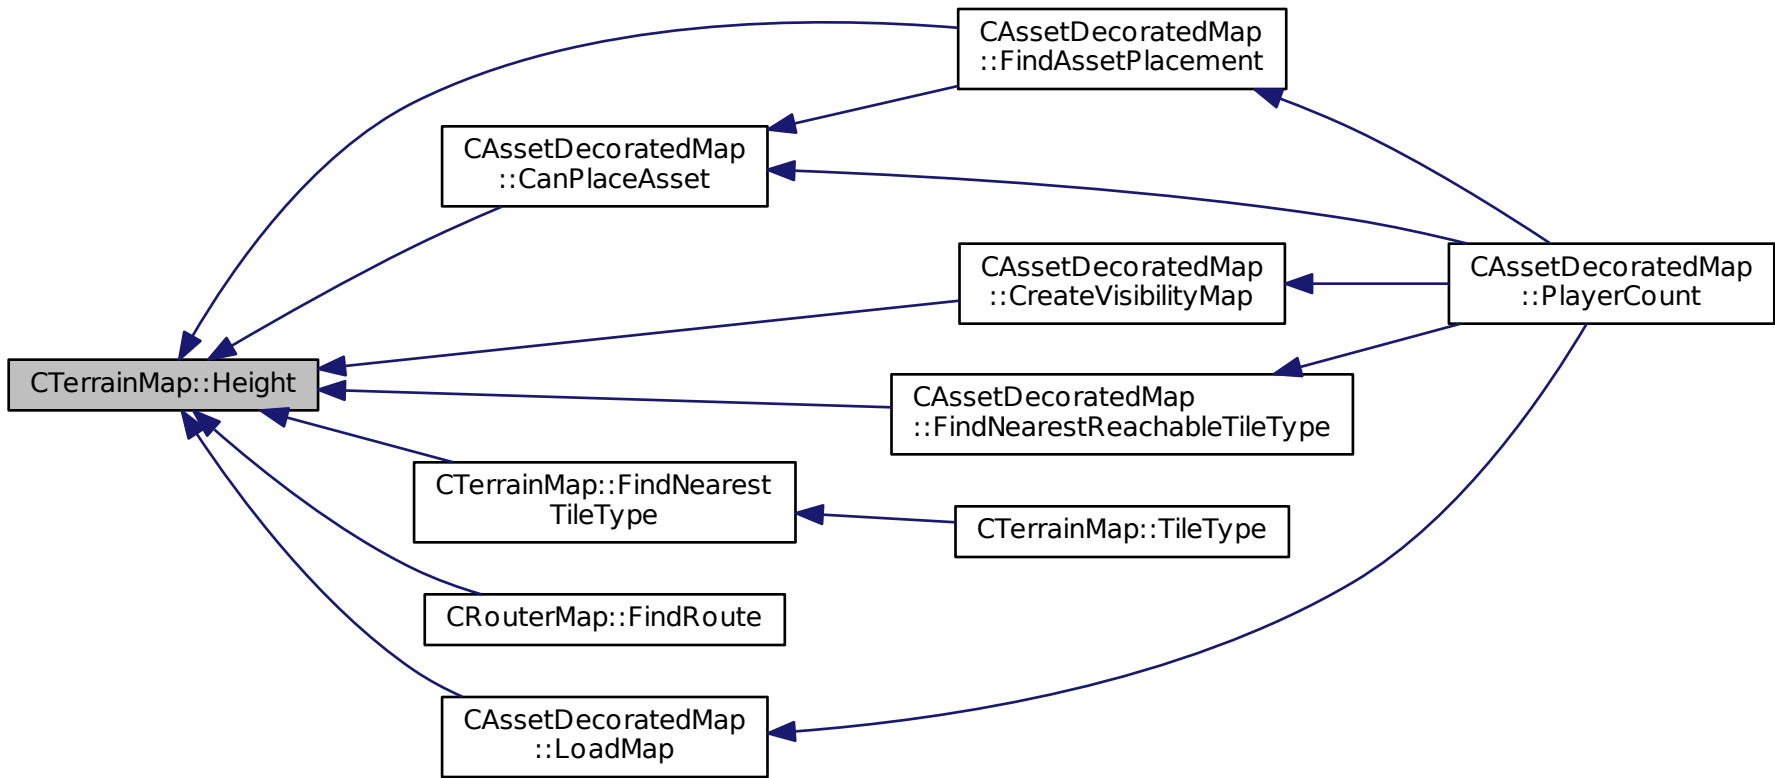 CAssetDecoratedMap
::FindAssetPlacement
CAssetDecoratedMap
::CanPlaceAsset
CAssetDecoratedMap
::CreateVisibilityMap
CAssetDecoratedMap
::PlayerCount
CTerrainMap::Height
CAssetDecoratedMap
::FindNearestReachableTileType
CTerrainMap::FindNearest
TileType
CTerrainMap::TileType
CRouterMap::FindRoute
CAssetDecoratedMap
::LoadMap